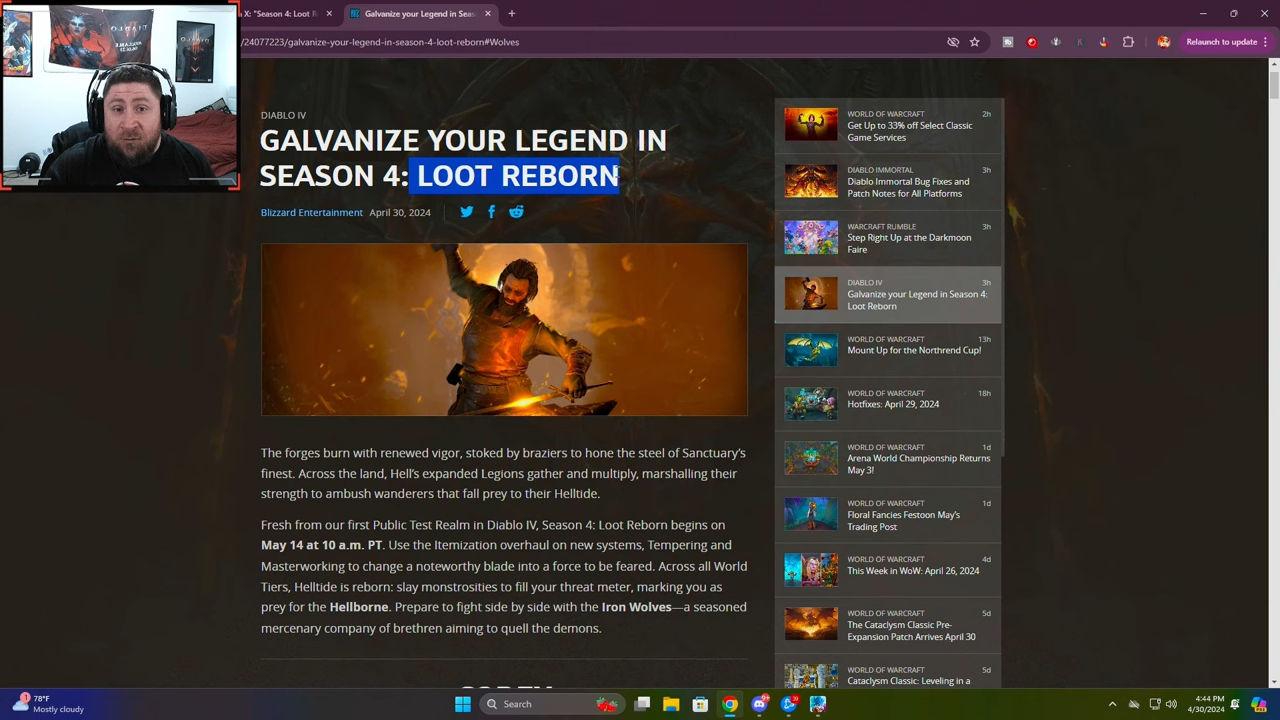 X: "Season 4: Loot R
Galvanize your Legend in Seas
Relaunch to update
/24077223/galvanize-your-legend-in-season-4-loot-reborn#Wolves
DIABLO IV
GALVANIZE YOUR LEGEND IN
SEASON 4: LOOT REBORN
Blizzard Entertainment April 30, 2024
The forges burn with renewed vigor, stoked by braziers to hone the steel of Sanctuary's
finest. Across the land, Hell's expanded Legions gather and multiply, marshalling their
strength to ambush wanderers that fall prey to their Helltide.
Fresh from our first Public Test Realm in Diablo IV, Season 4: Loot Reborn begins on
May 14 at 10 a.m. PT. Use the Itemization overhaul on new systems, Tempering and
Masterworking to change a noteworthy blade into a force to be feared. Across all World
Tiers, Helltide is reborn: slay monstrosities to fill your threat meter, marking you as
prey for the Hellborne. Prepare to fight side by side with the Iron Wolves—a seasoned
mercenary company of brethren aiming to quell the demons.
WORLD OF WARCRAFT 2h
Get Up to 33% off Select Classic
Game Services
DIABLO IMMORTAL 3h
Diablo Immortal Bug Fixes and
Patch Notes for All Platforms
WARCRAFT RUMBLE 3h
Step Right Up at the Darkmoon
Faire
DIABLO IV 3h
Galvanize your Legend in Season 4:
Loot Reborn
WORLD OF WARCRAFT 13h
Mount Up for the Northrend Cup!
WORLD OF WARCRAFT 18h
Hotfixes: April 29, 2024
WORLD OF WARCRAFT 1d
Arena World Championship Returns
May 3!
WORLD OF WARCRAFT 1d
Floral Fancies Festoon May's
Trading Post
WORLD OF WARCRAFT 4d
This Week in WoW: April 26, 2024
WORLD OF WARCRAFT 5d
The Cataclysm Classic Pre-
Expansion Patch Arrives April 30
WORLD OF WARCRAFT 5d
Cataclysm Classic: Leveling in a
78°F
Mostly cloudy
Search
4:44 PM
4/30/2024